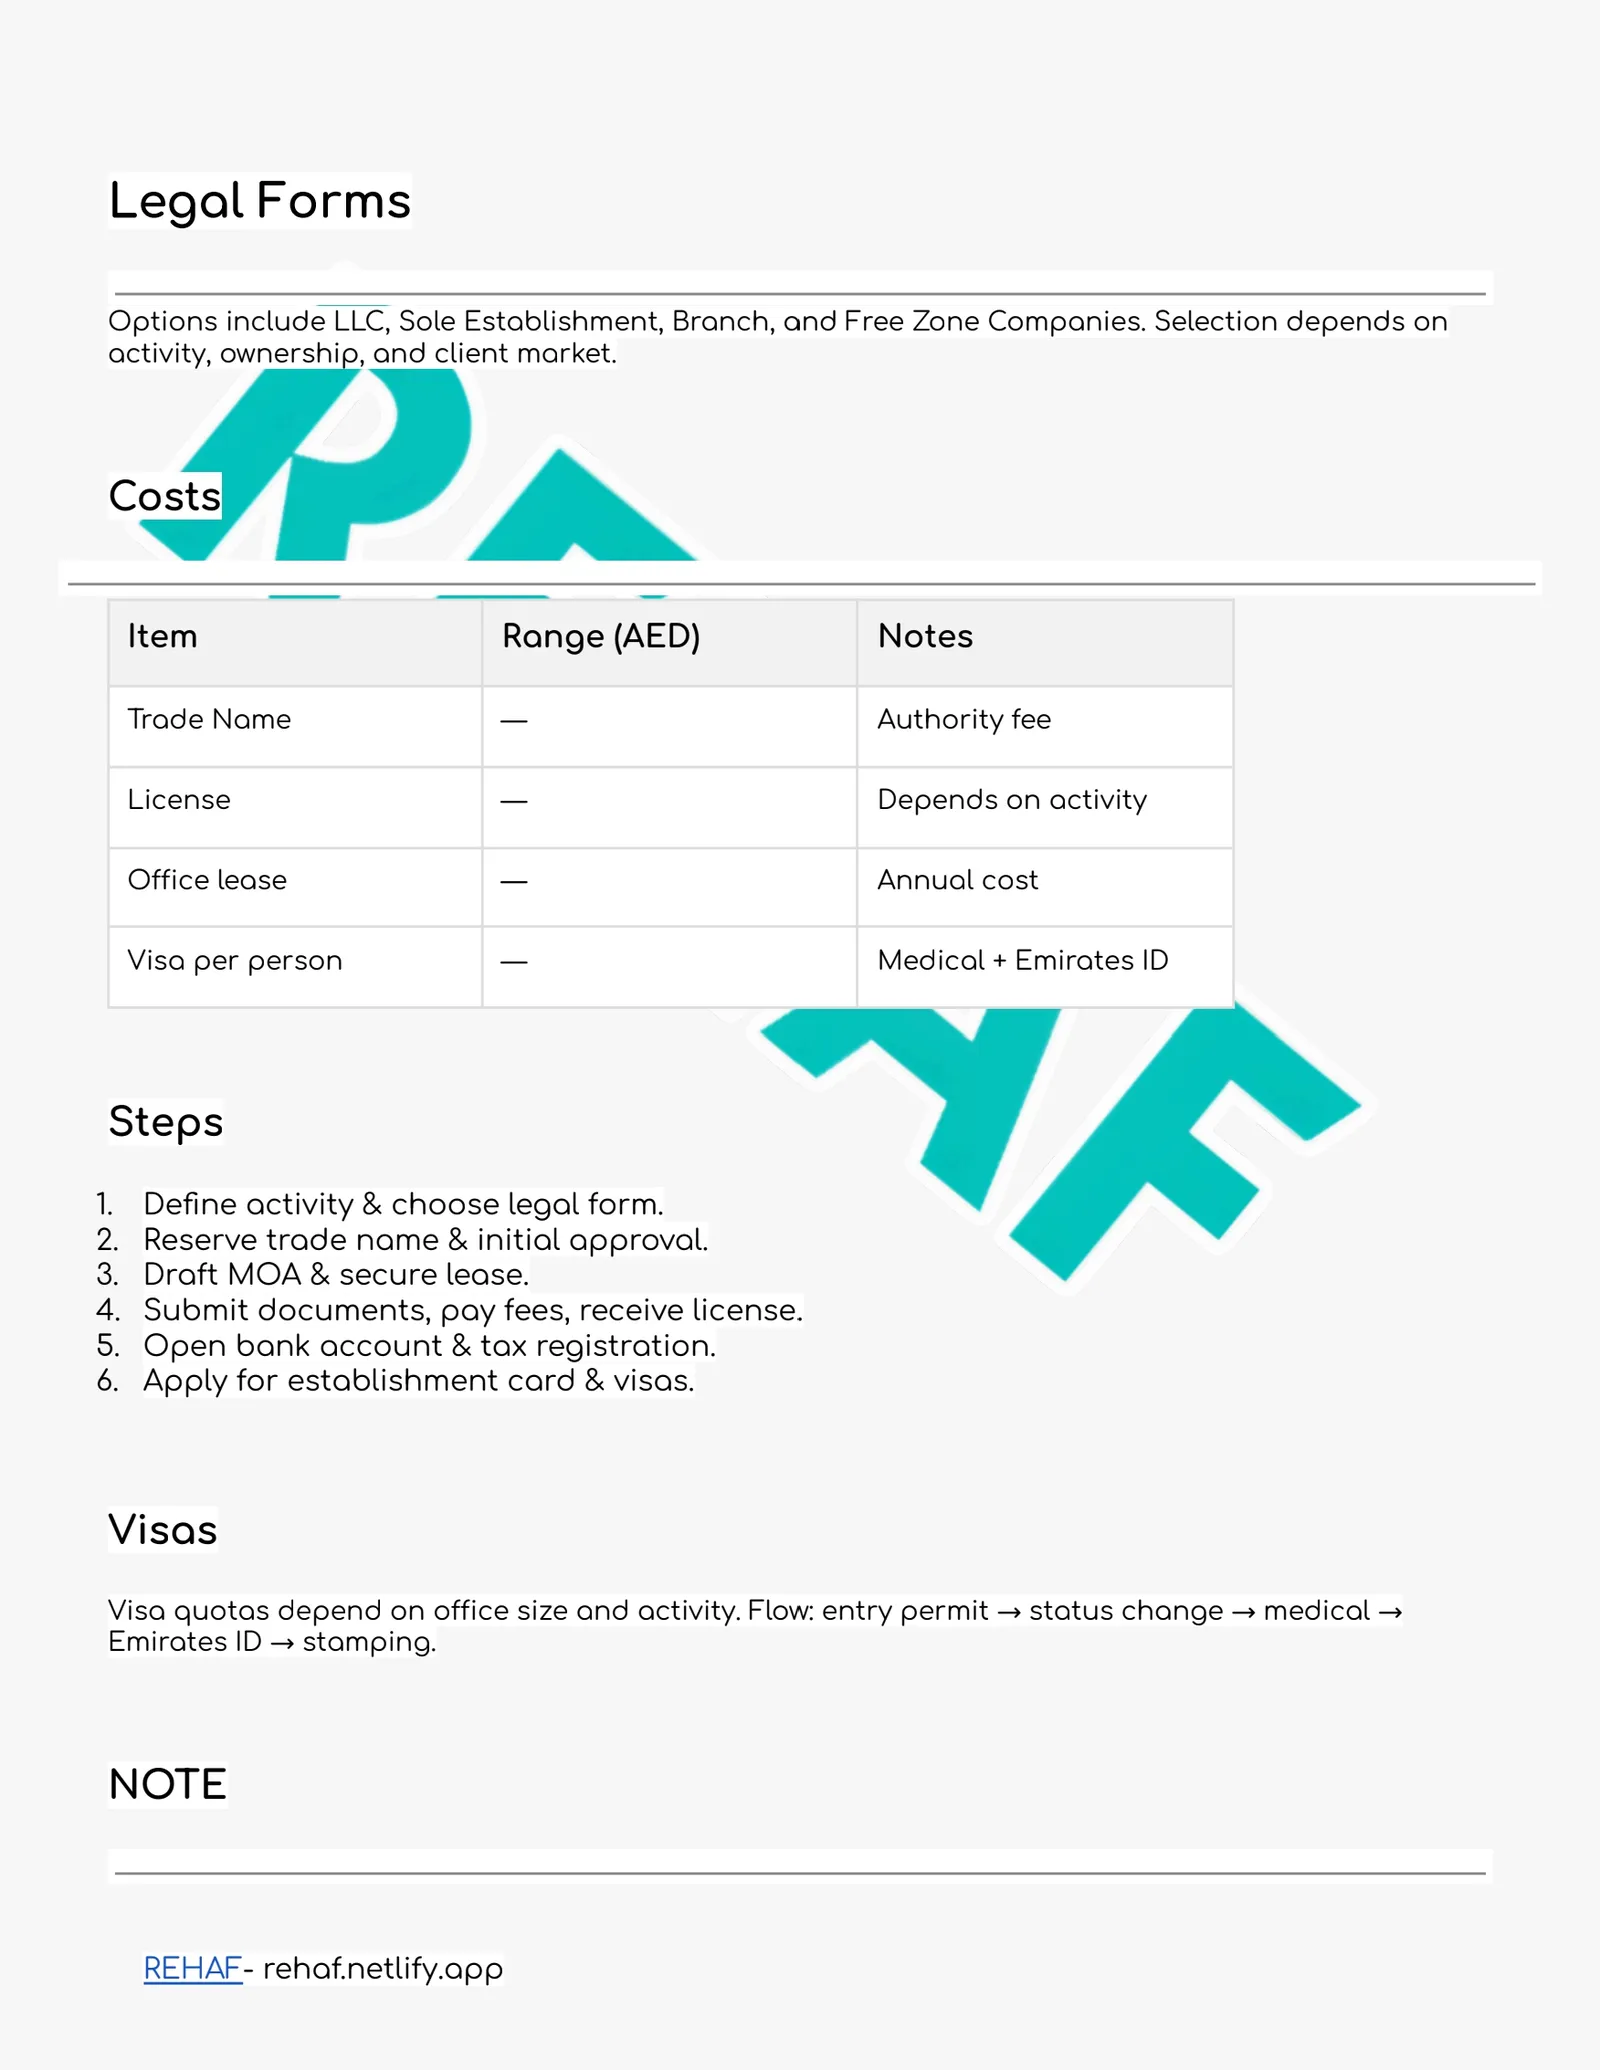 Legal Forms
Options include LLC, Sole Establishment, Branch, and Free Zone Companies. Selection depends on
activity, ownership, and client market.
Costs
Item Range (AED) Notes
Trade Name — Authority fee
License — Depends on activity
Office lease — Annual cost
Visa per person — Medical + Emirates ID
Steps
1. Define activity & choose legal form.
2. Reserve trade name & initial approval.
3. Draft MOA & secure lease.
4. Submit documents, pay fees, receive license.
5. Open bank account & tax registration.
6. Apply for establishment card & visas.
Visas
Visa quotas depend on office size and activity. Flow: entry permit → status change → medical →
Emirates ID → stamping.
NOTE
REHAF- rehaf.netlify.app